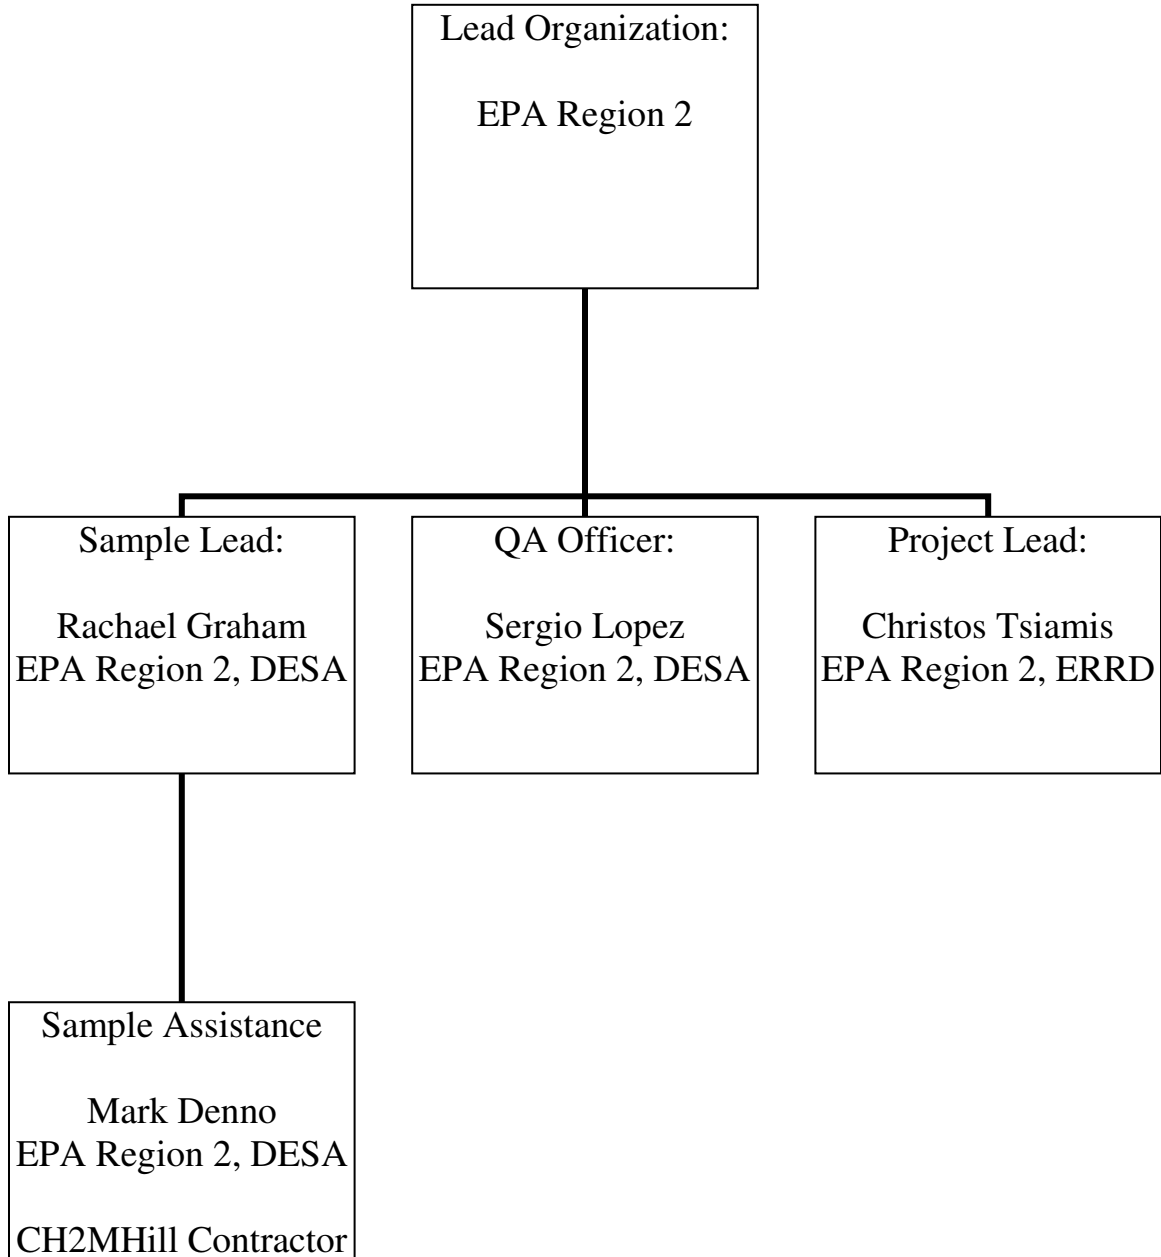 Lead Organization:
EPA Region 2
Sample Lead:
Rachael Graham
EPA Region 2, DESA
QA Officer:
Sergio Lopez
EPA Region 2, DESA
Project Lead:
Christos Tsiamis
EPA Region 2, ERRD
Sample Assistance
Mark Denno
EPA Region 2, DESA
CH2MHill Contractor